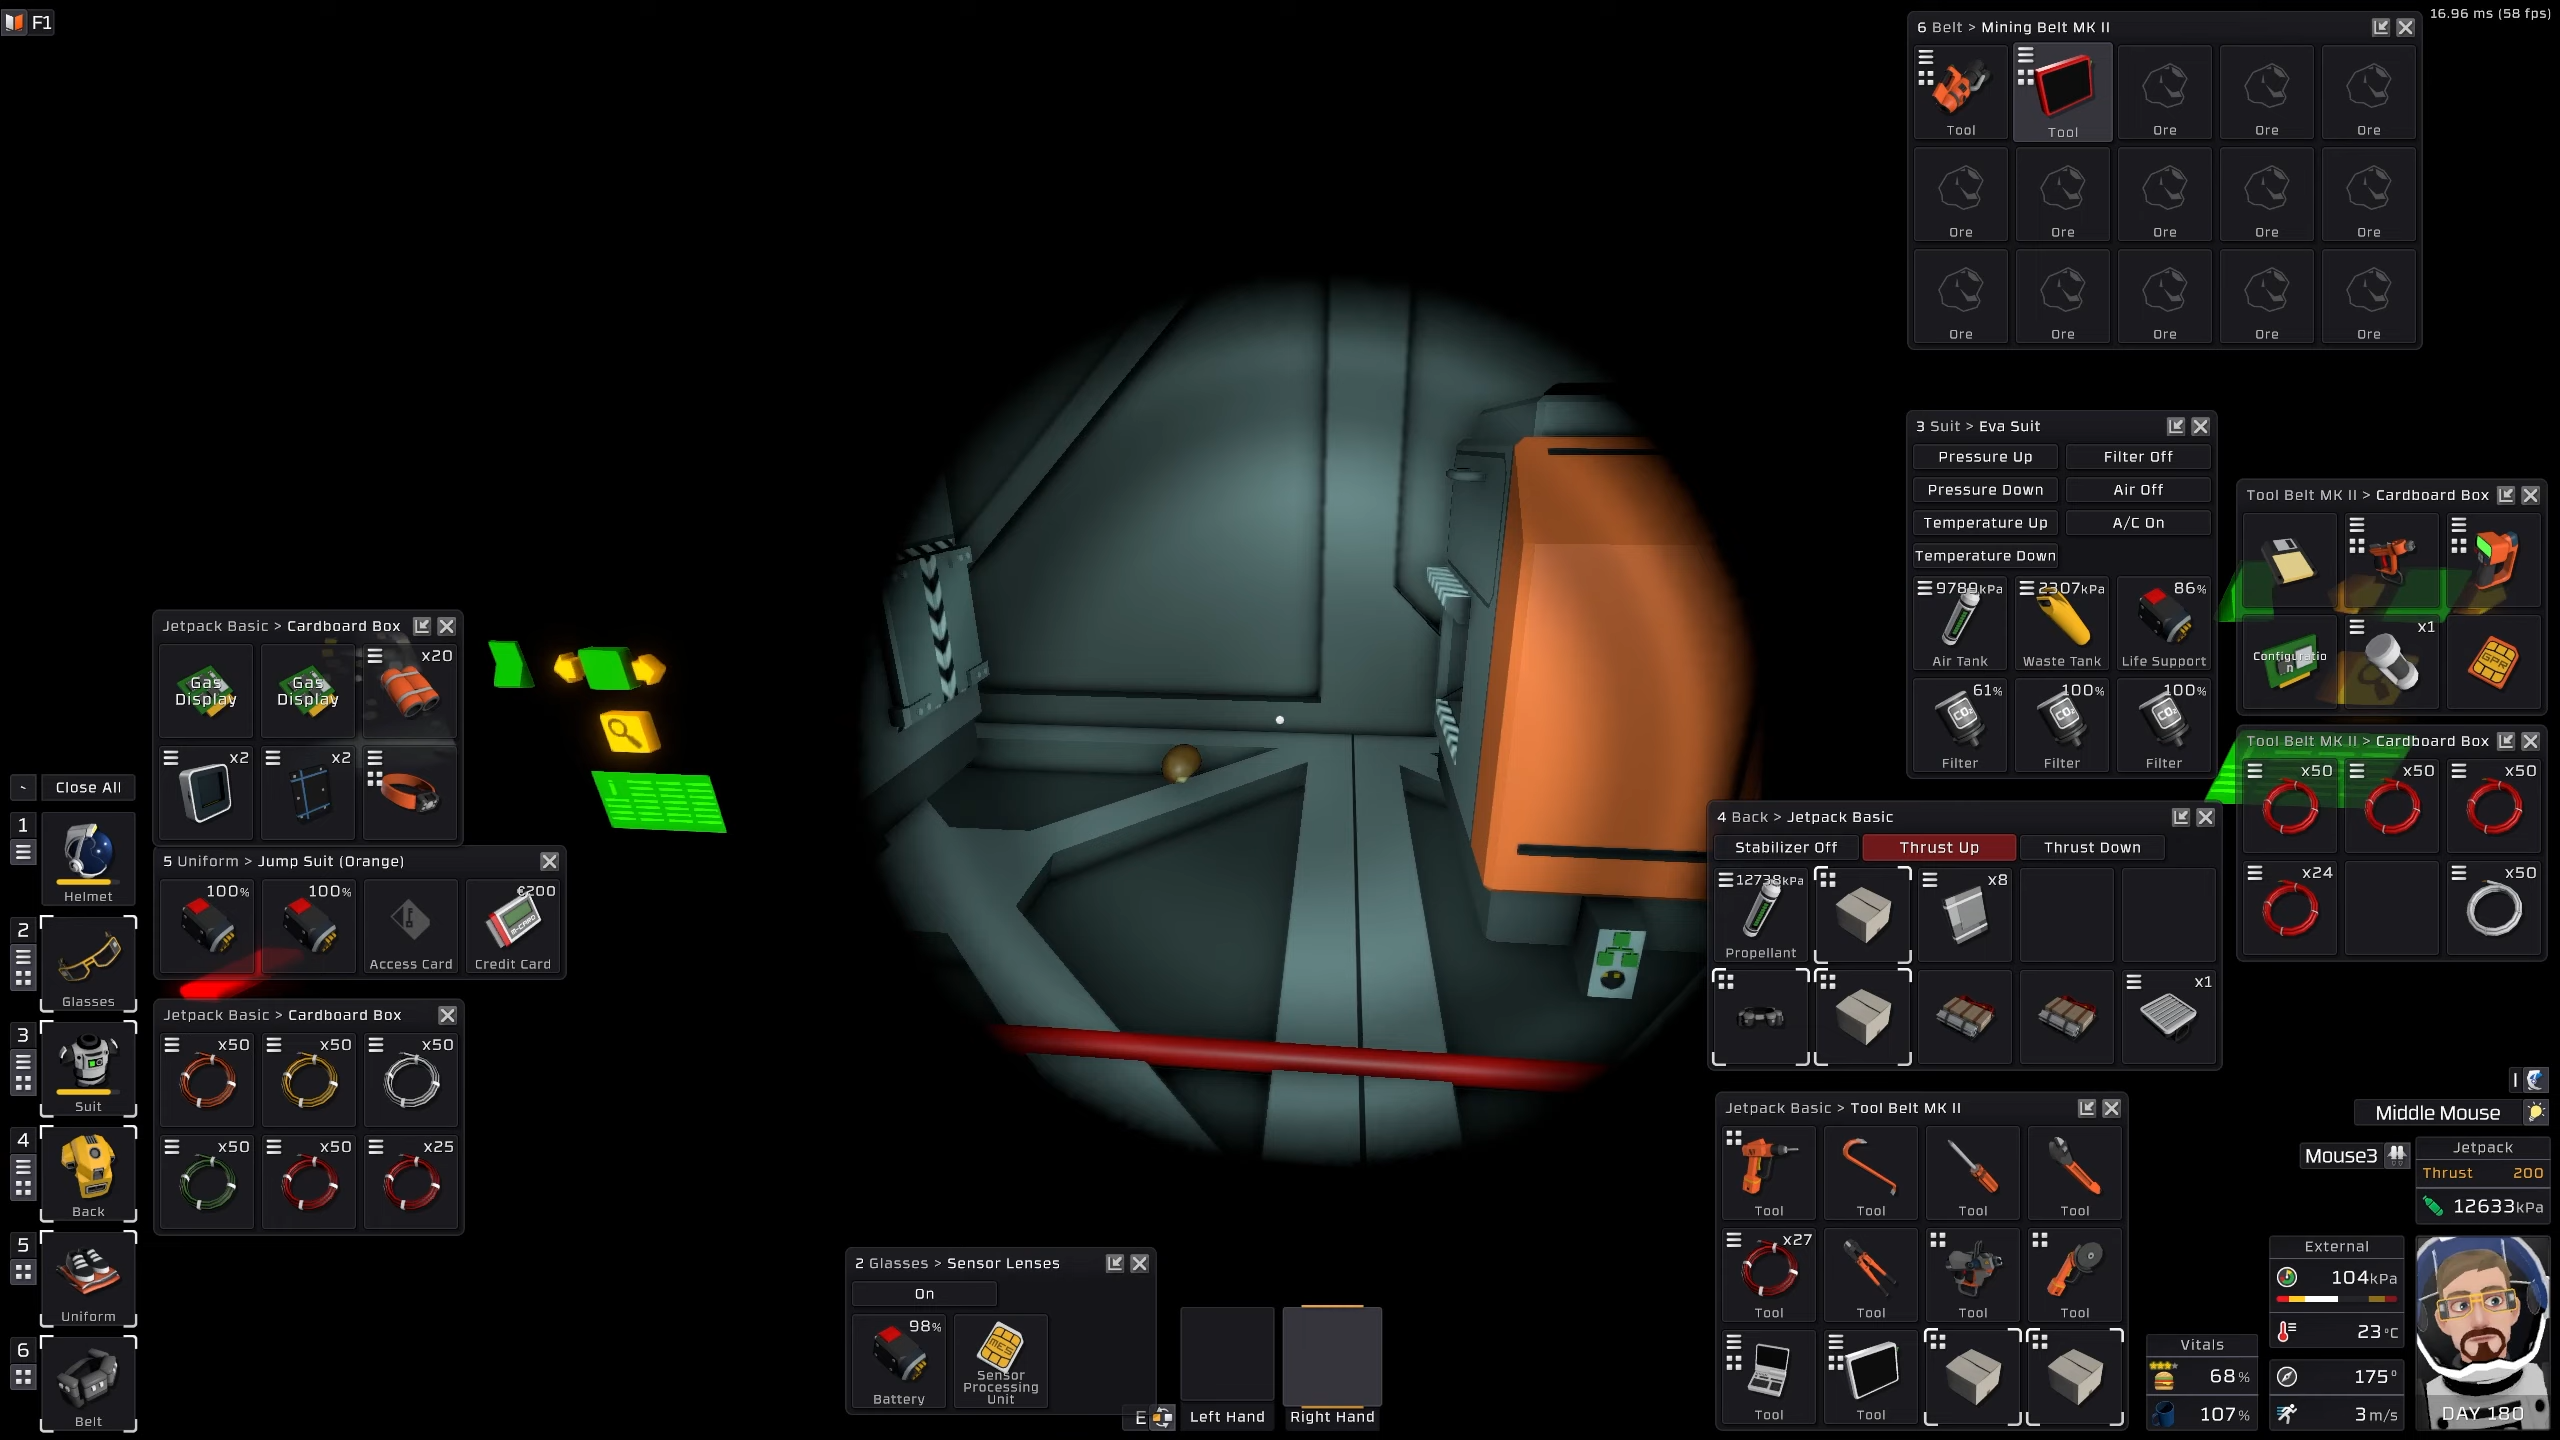 F1
16.96 ms (58 fps)
6 Belt > Mining Belt MK II
Tool
Tool
Ore
Ore
Ore
Ore
Ore
Ore
Ore
Ore
Ore
Ore
Ore
Ore
Ore
3 Suit > Eva Suit
Pressure Up
Filter Off
Pressure Down
Air Off
Temperature Up
A/C On
Temperature Down
9789kPa
2307kPa
86%
Air Tank
Waste Tank
Life Support
61%
100%
100%
Filter
Filter
Filter
Tool Belt MK II > Cardboard Box
Configuratio
n
x1
GPR
Tool Belt MK II > Cardboard Box
x50
x50
x50
x24
x50
Jetpack Basic > Cardboard Box
Gas
Display
Gas
Display
x20
x2
x2
~
Close All
1
Helmet
2
Glasses
3
Suit
4
Back
5
Uniform
6
Belt
5 Uniform > Jump Suit (Orange)
100%
100%
€200
Access Card
Credit Card
Jetpack Basic > Cardboard Box
x50
x50
x50
x50
x50
x25
4 Back > Jetpack Basic
Stabilizer Off
Thrust Up
Thrust Down
12738kPa
x8
Propellant
x1
Jetpack Basic > Tool Belt MK II
Tool
Tool
Tool
Tool
x27
Tool
Tool
Tool
Tool
Tool
Tool
2 Glasses > Sensor Lenses
On
98%
MES
Battery
Sensor
Processing
Unit
E
Left Hand
Right Hand
I
Middle Mouse
Mouse3
Jetpack
Thrust 200
12633kPa
External
104kPa
23°C
175°
3m/s
Vitals
68%
107%
DAY 180